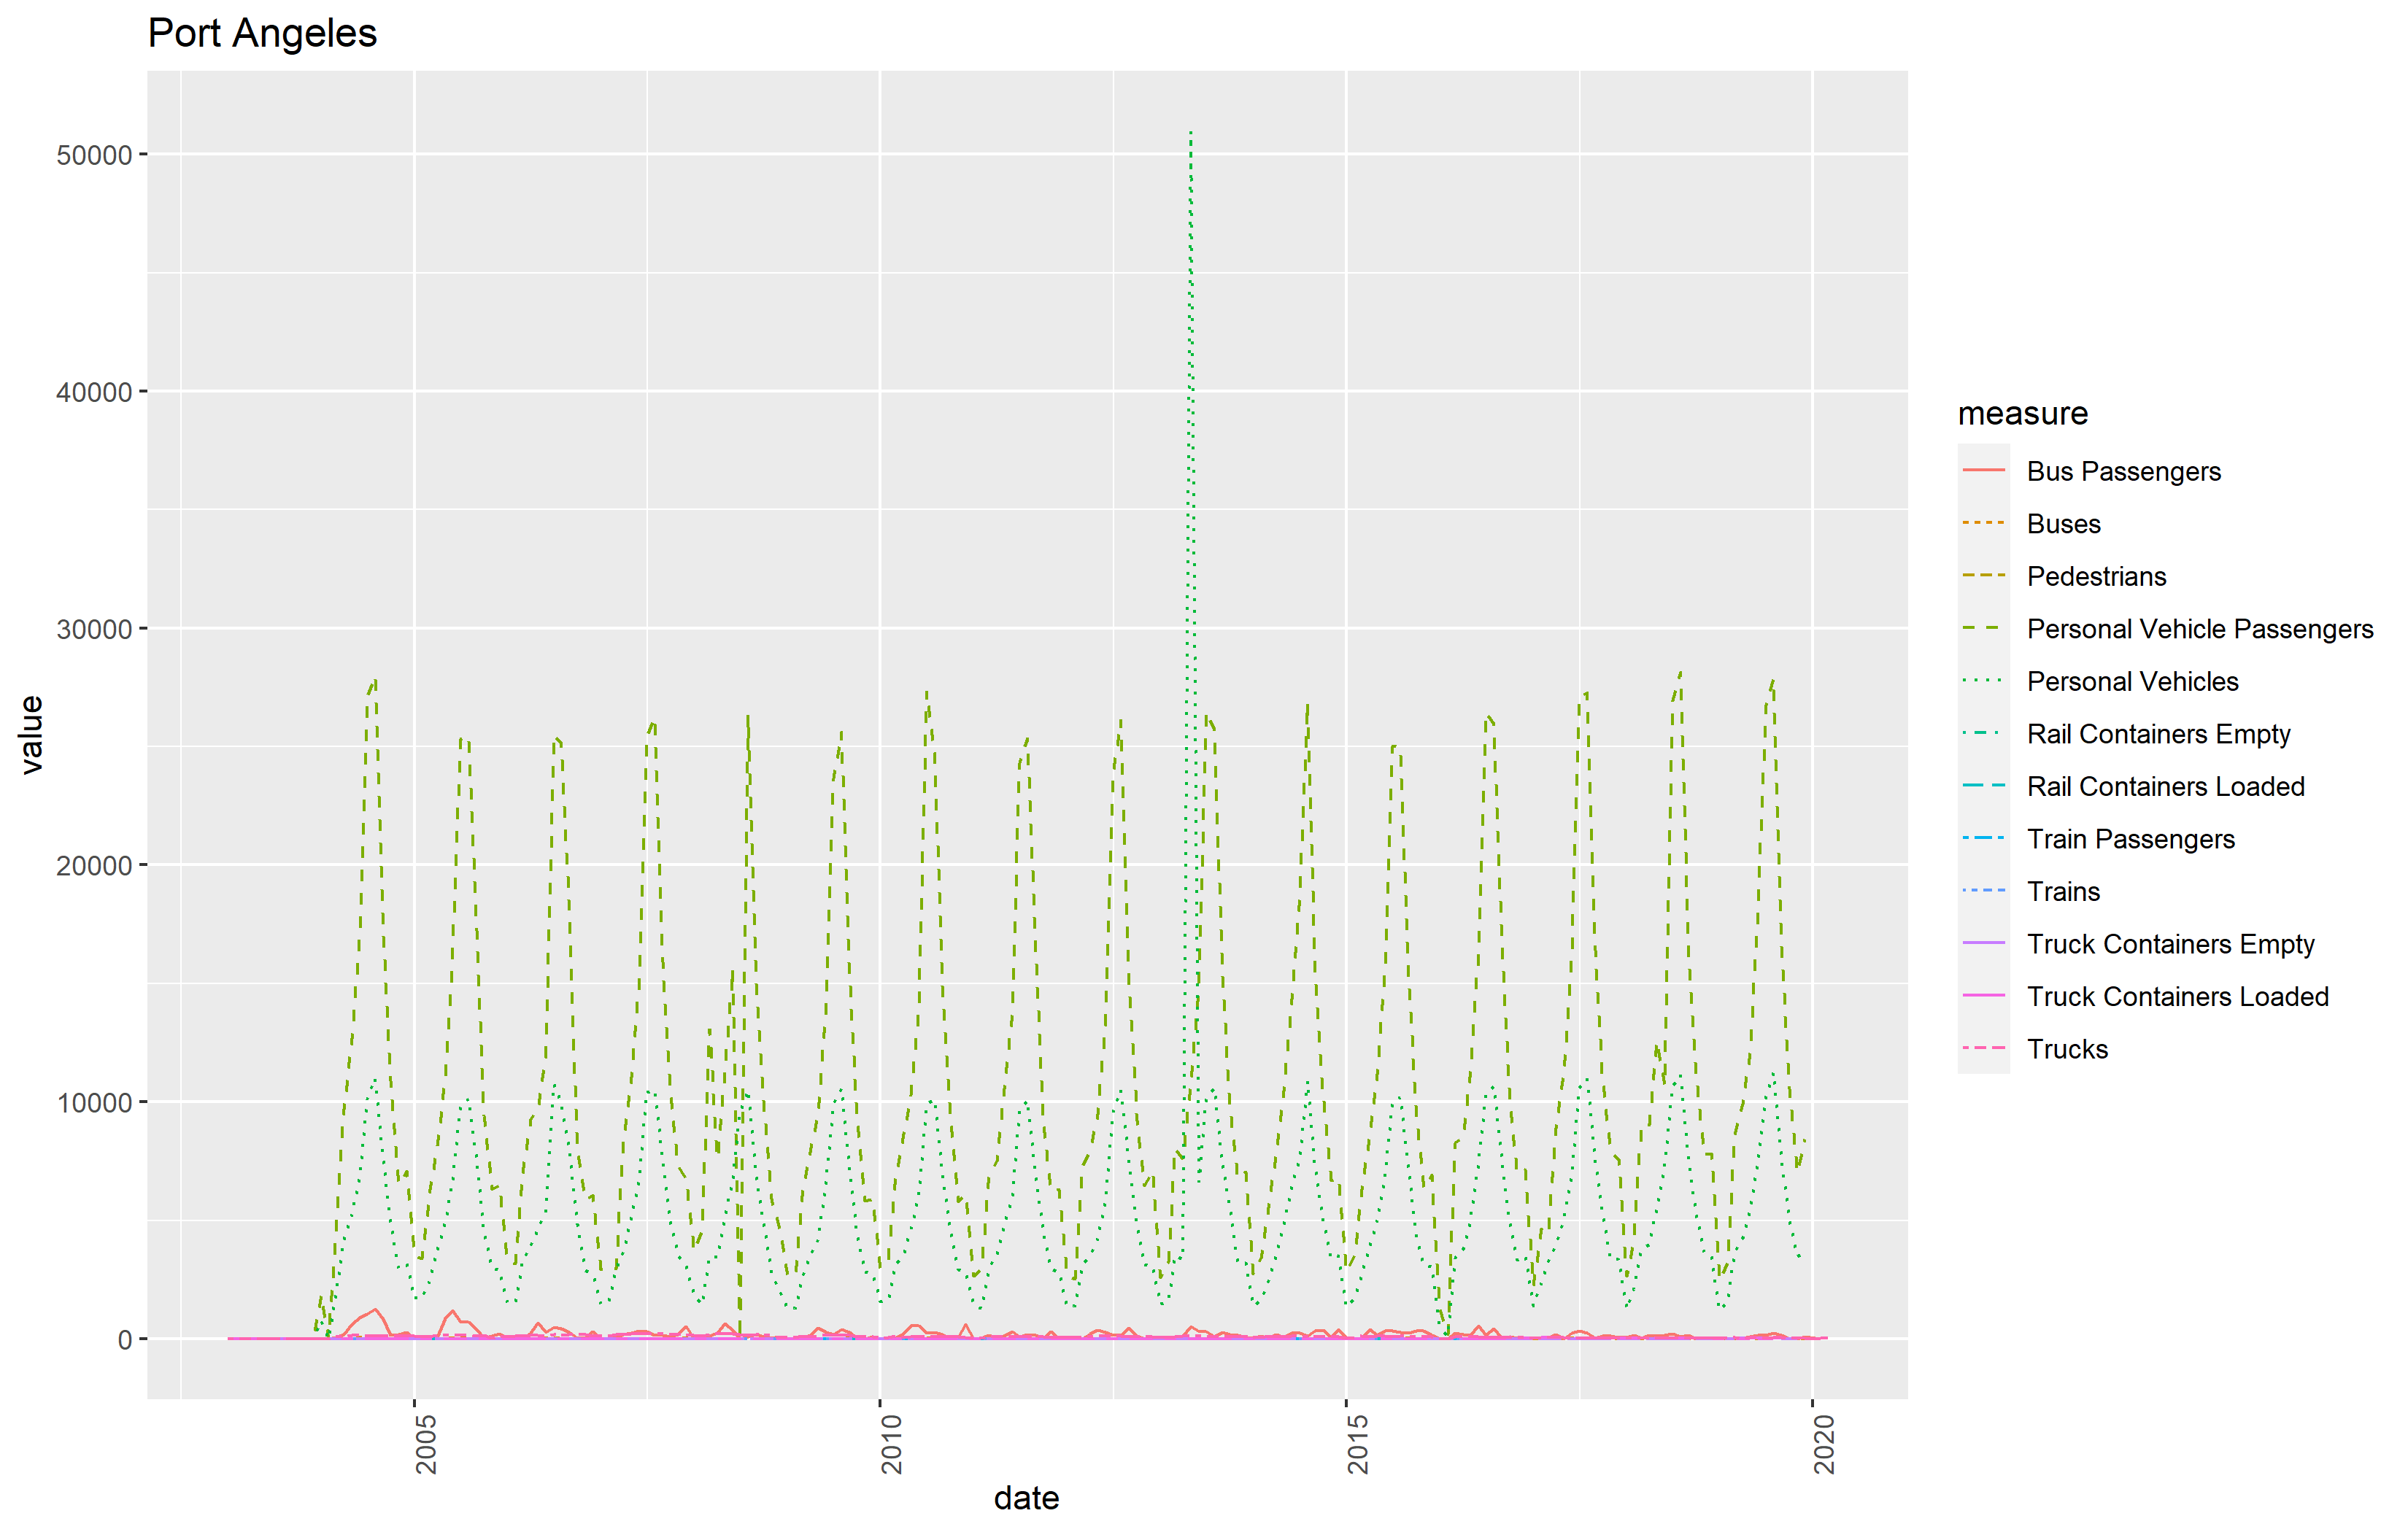 Port Angeles
50000
40000
30000
20000
10000
0
value
2005
2010
2015
2020
date
measure
Bus Passengers
Buses
Pedestrians
Personal Vehicle Passengers
Personal Vehicles
Rail Containers Empty
Rail Containers Loaded
Train Passengers
Trains
Truck Containers Empty
Truck Containers Loaded
Trucks